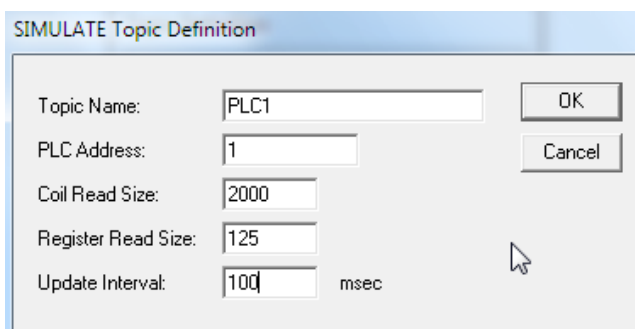 SIMULATE Topic Definition
Topic Name: PLC1 OK
PLC Address: 1 Cancel
Coil Read Size: 2000
Register Read Size: 125
Update Interval: 100 msec